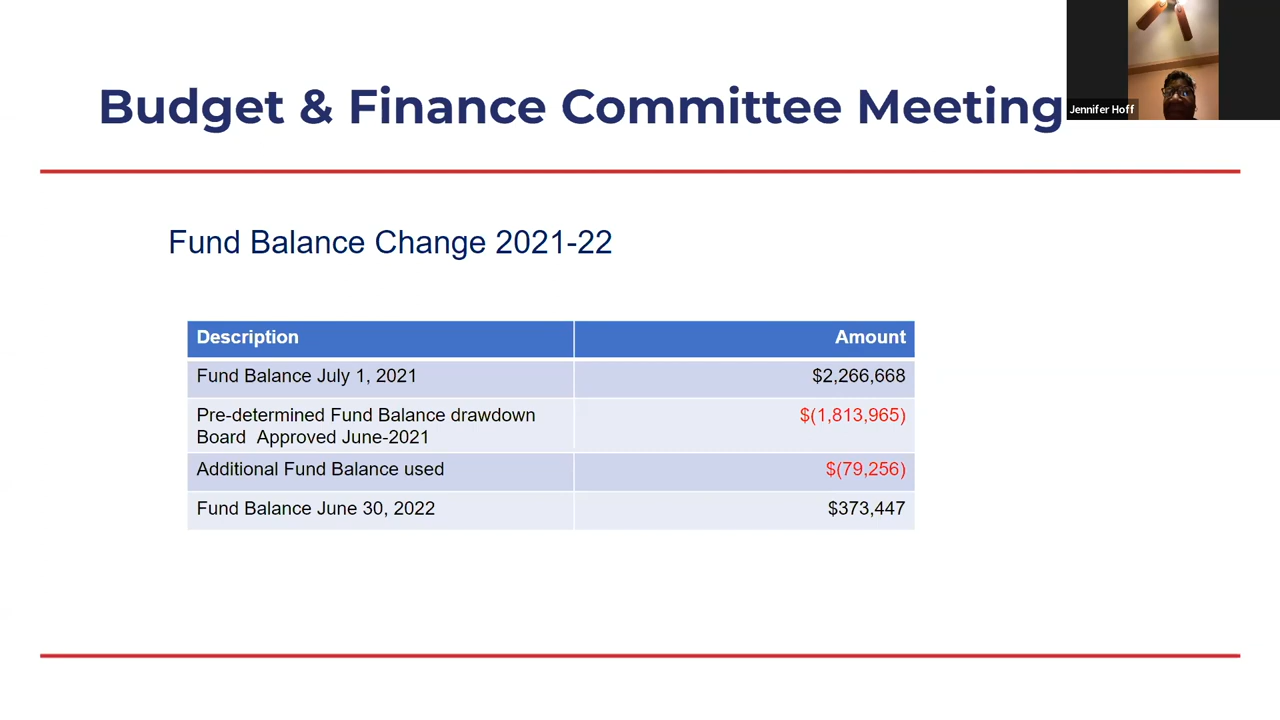 Budget & Finance Committee Meeting
Jennifer Hoff
Fund Balance Change 2021-22
Description Amount
Fund Balance July 1, 2021 $2,266,668
Pre-determined Fund Balance drawdown $(1,813,965)
Board Approved June-2021
Additional Fund Balance used $(79,256)
Fund Balance June 30, 2022 $373,447